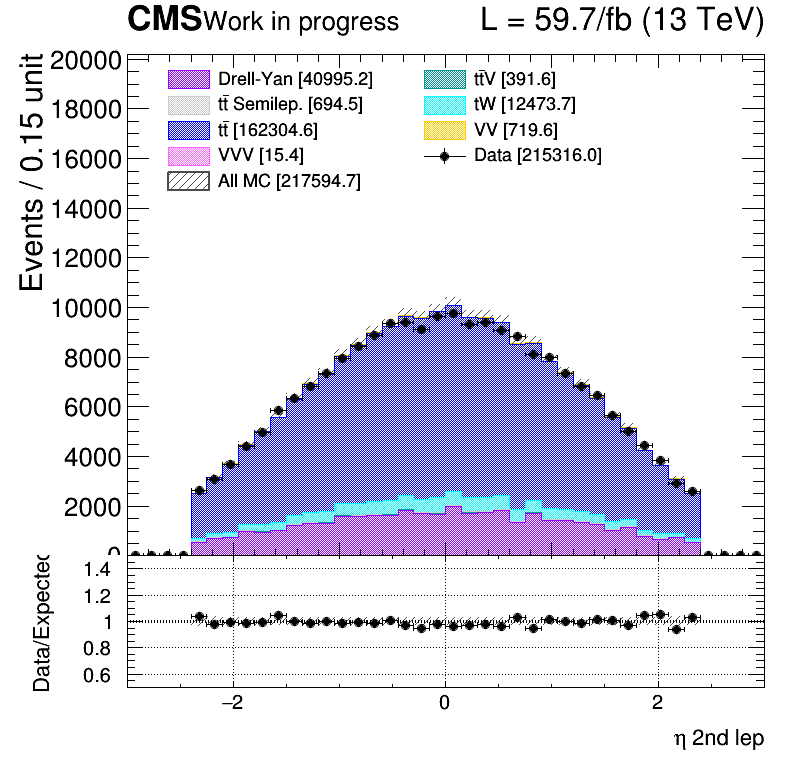 CMS Work in progress L = 59.7/fb (13 TeV)
Events / 0.15 unit
20000
18000
16000
14000
12000
10000
8000
6000
4000
2000
0
Drell-Yan [40995.2]
tt̄ Semilep. [694.5]
tt̄ [162304.6]
VVV [15.4]
All MC [217594.7]
tt̄V [391.6]
tW [12473.7]
VV [719.6]
Data [215316.0]
Data/Expected
1.4
1.2
1
0.8
0.6
−2 0 2
η 2nd lep